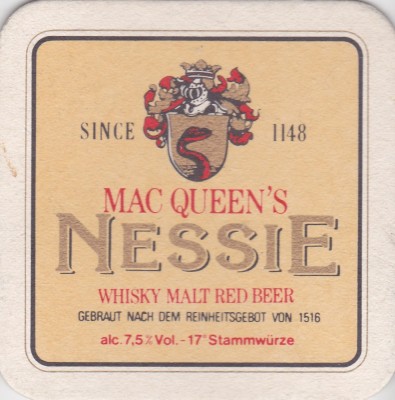 SINCE 1148
MAC QUEEN'S
NESSIE
WHISKY MALT RED BEER
GEBRAUT NACH DEM REINHEITSGEBOT VON 1516
alc. 7,5% Vol. - 17° Stammwürze